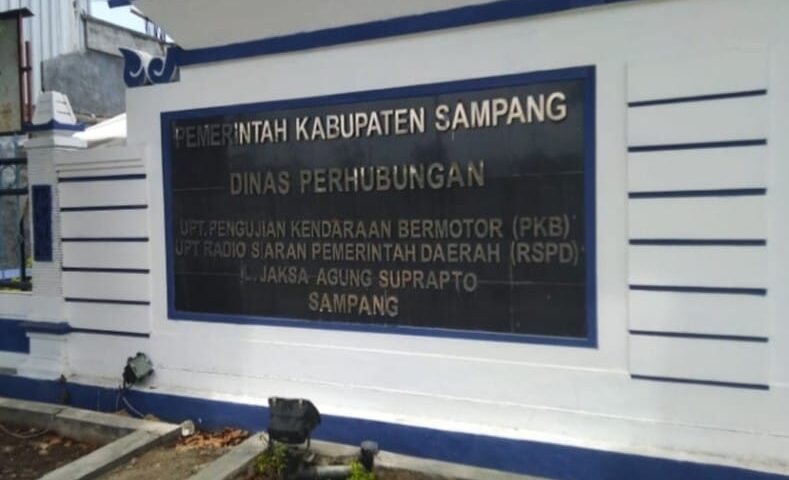 PEMERINTAH KABUPATEN SAMPANG
DINAS PERHUBUNGAN
UPT. PENGUJIAN KENDARAAN BERMOTOR (PKB)
UPT RADIO SIARAN PEMERINTAH DAERAH (RSPD)
JL. JAKSA AGUNG SUPRAPTO
SAMPANG